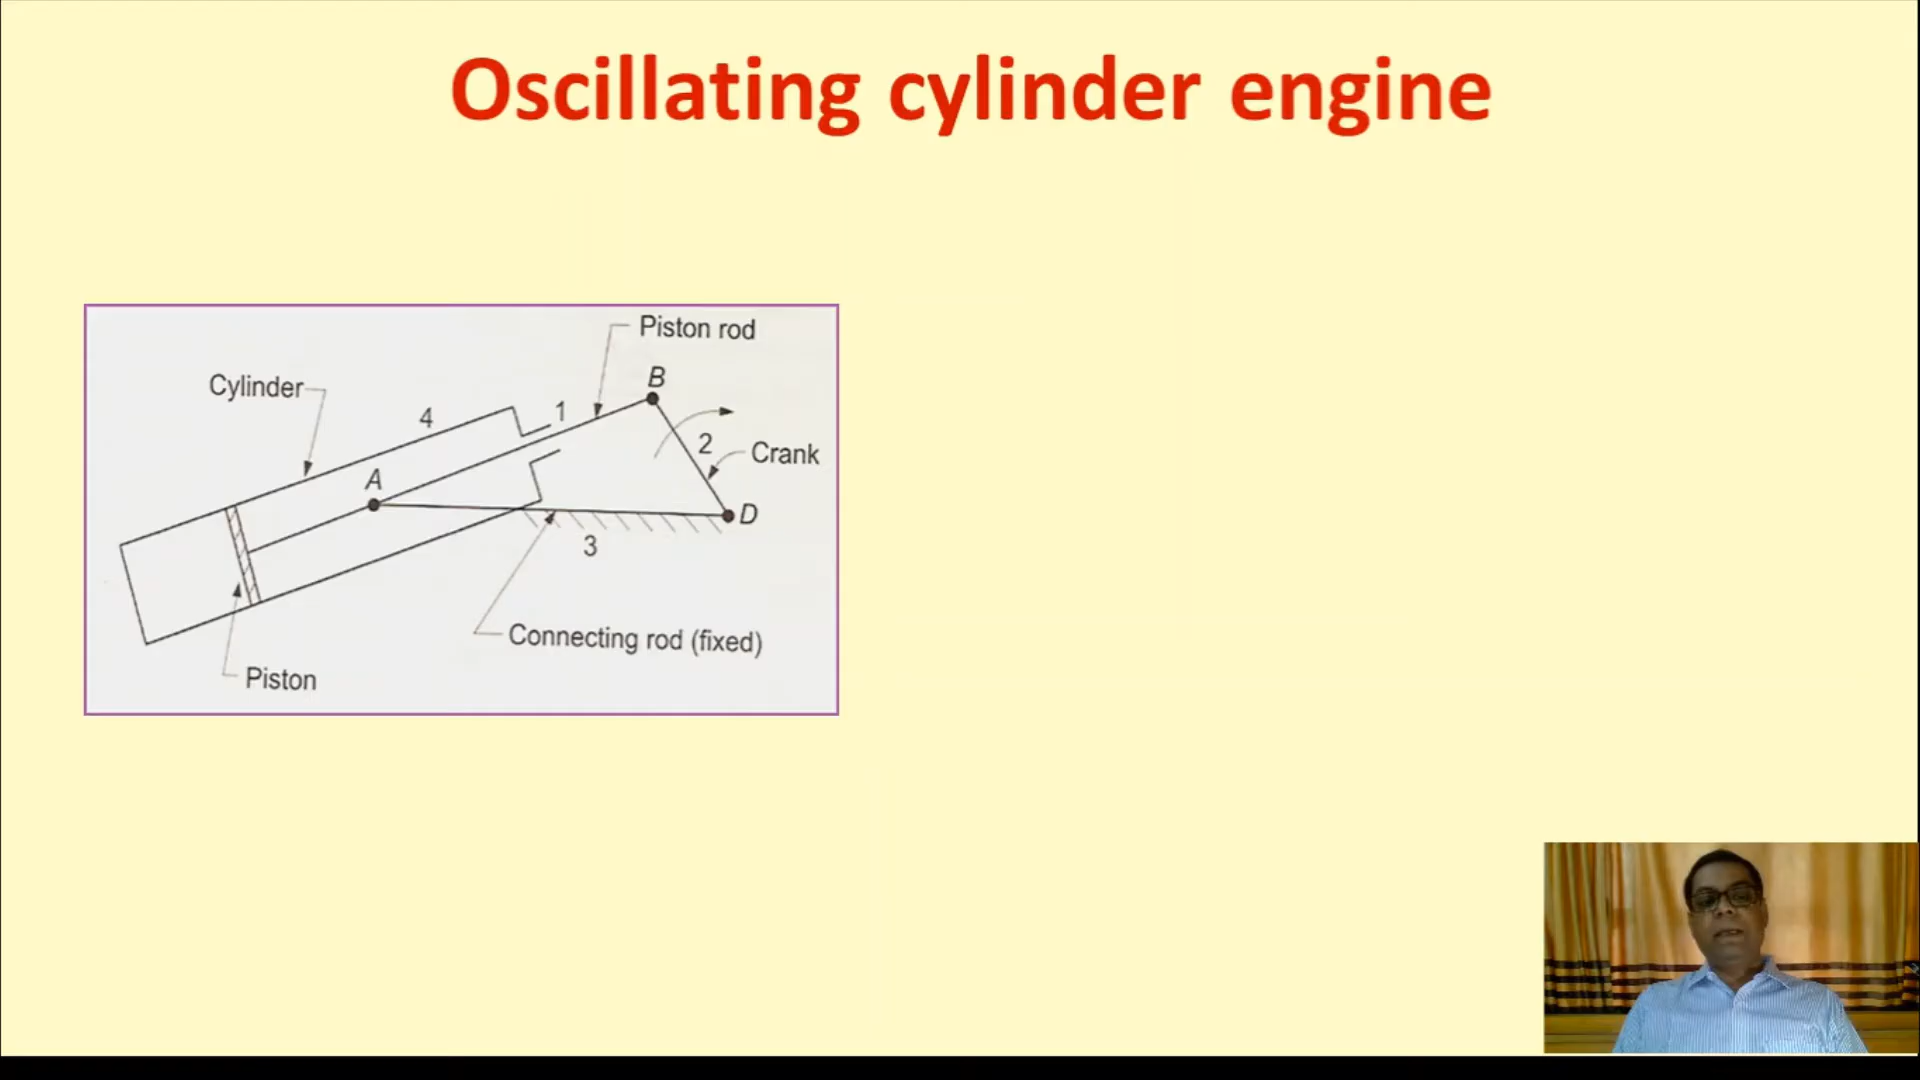 Oscillating cylinder engine
Piston rod
Cylinder
B
4
1
2
Crank
A
D
3
Connecting rod (fixed)
Piston